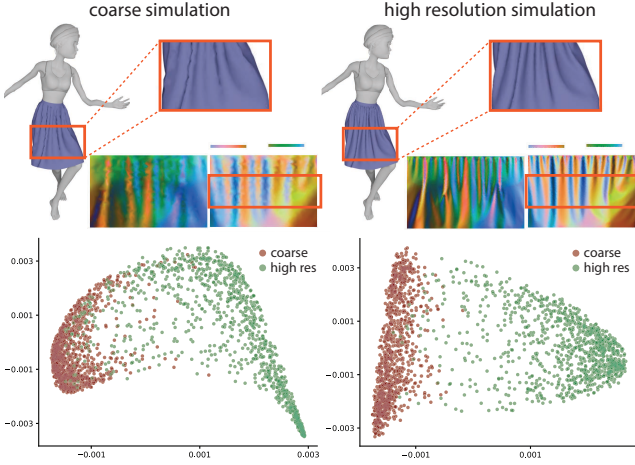 coarse simulation
high resolution simulation
coarse
high res
0.003
0.001
−0.001
−0.003
−0.001
0.001
0.003
coarse
high res
0.003
0.001
−0.001
−0.003
−0.001
0.001